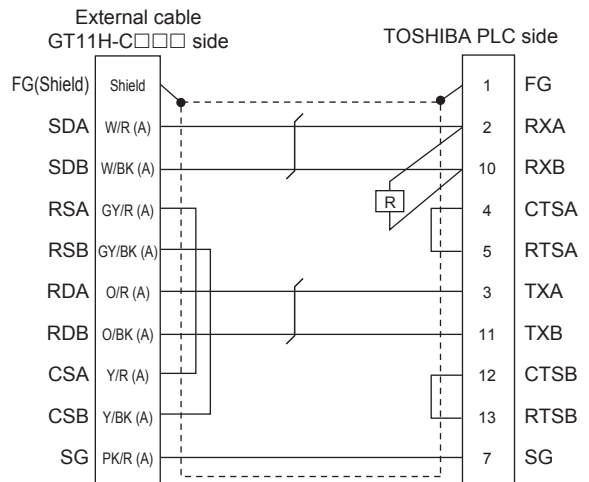 External cable
GT11H-C□□□ side
TOSHIBA PLC side
FG(Shield) Shield 1 FG
SDA W/R (A) 2 RXA
SDB W/BK (A) 10 RXB
R
RSA GY/R (A) 4 CTSA
RSB GY/BK (A) 5 RTSA
RDA O/R (A) 3 TXA
RDB O/BK (A) 11 TXB
CSA Y/R (A) 12 CTSB
CSB Y/BK (A) 13 RTSB
SG PK/R (A) 7 SG